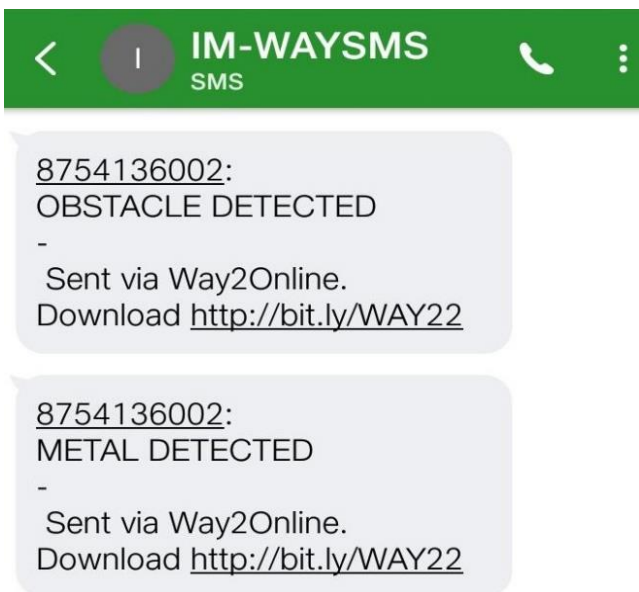 I
IM-WAYSMS
SMS
8754136002:
OBSTACLE DETECTED
-
Sent via Way2Online.
Download http://bit.ly/WAY22
8754136002:
METAL DETECTED
-
Sent via Way2Online.
Download http://bit.ly/WAY22